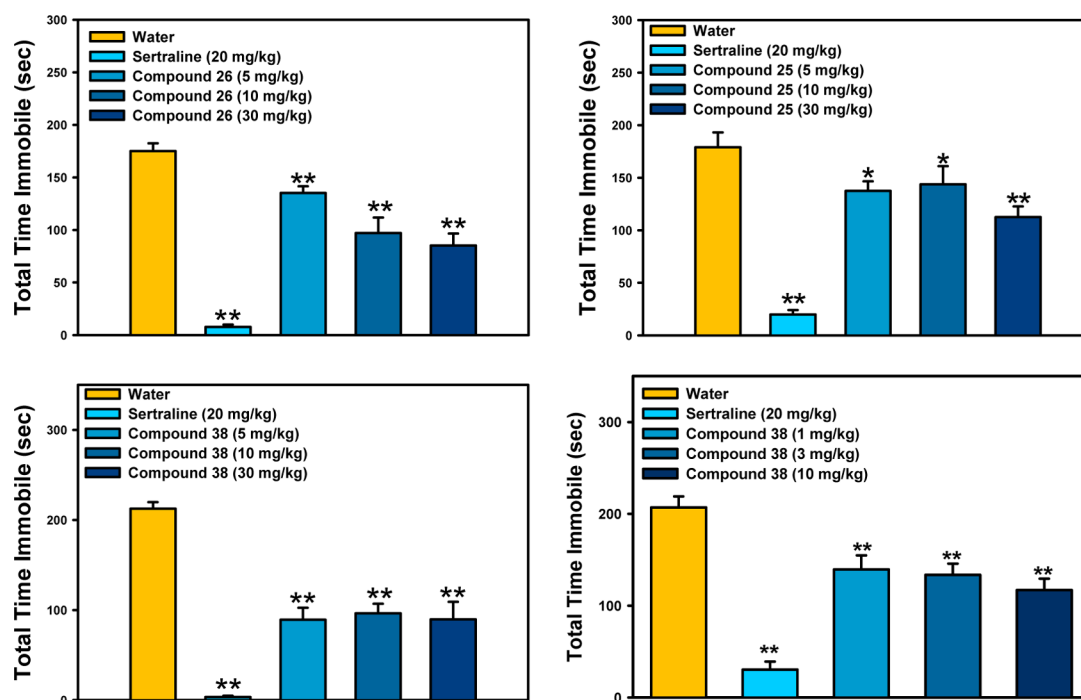 Total Time Immobile (sec)
300
250
200
150
100
50
0
Water
Sertraline (20 mg/kg)
Compound 26 (5 mg/kg)
Compound 26 (10 mg/kg)
Compound 26 (30 mg/kg)
**
**
**
**
Total Time Immobile (sec)
300
250
200
150
100
50
0
Water
Sertraline (20 mg/kg)
Compound 25 (5 mg/kg)
Compound 25 (10 mg/kg)
Compound 25 (30 mg/kg)
**
*
*
**
Total Time Immobile (sec)
300
200
100
0
Water
Sertraline (20 mg/kg)
Compound 38 (5 mg/kg)
Compound 38 (10 mg/kg)
Compound 38 (30 mg/kg)
**
**
**
**
Total Time Immobile (sec)
300
200
100
0
Water
Sertraline (20 mg/kg)
Compound 38 (1 mg/kg)
Compound 38 (3 mg/kg)
Compound 38 (10 mg/kg)
**
**
**
**